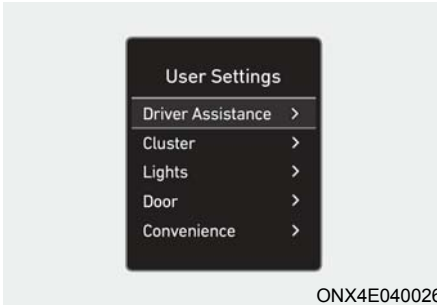 User Settings
Driver Assistance >
Cluster >
Lights >
Door >
Convenience >
ONX4E040026